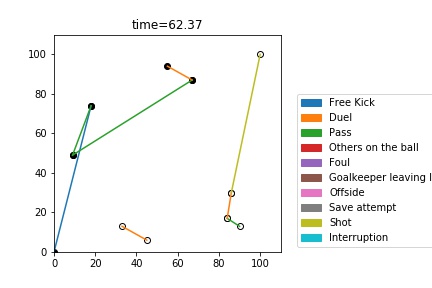 time=62.37
100
80
60
40
20
0
0 20 40 60 80 100
Free Kick
Duel
Pass
Others on the ball
Foul
Goalkeeper leaving l
Offside
Save attempt
Shot
Interruption